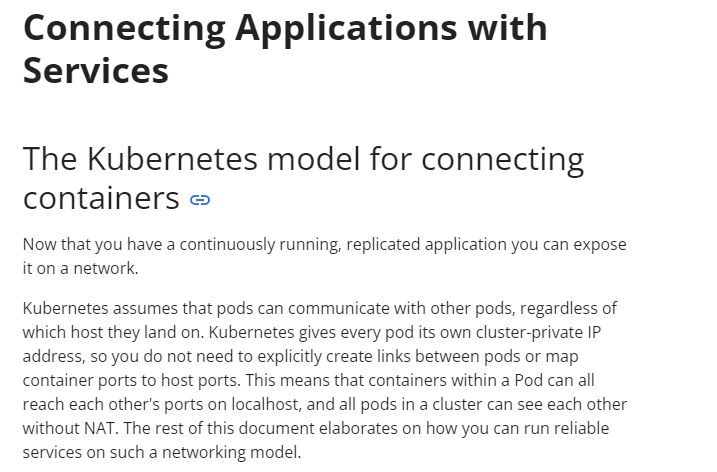 Connecting Applications with
Services
The Kubernetes model for connecting
containers
Now that you have a continuously running, replicated application you can expose
it on a network.
Kubernetes assumes that pods can communicate with other pods, regardless of
which host they land on. Kubernetes gives every pod its own cluster-private IP
address, so you do not need to explicitly create links between pods or map
container ports to host ports. This means that containers within a Pod can all
reach each other's ports on localhost, and all pods in a cluster can see each other
without NAT. The rest of this document elaborates on how you can run reliable
services on such a networking model.